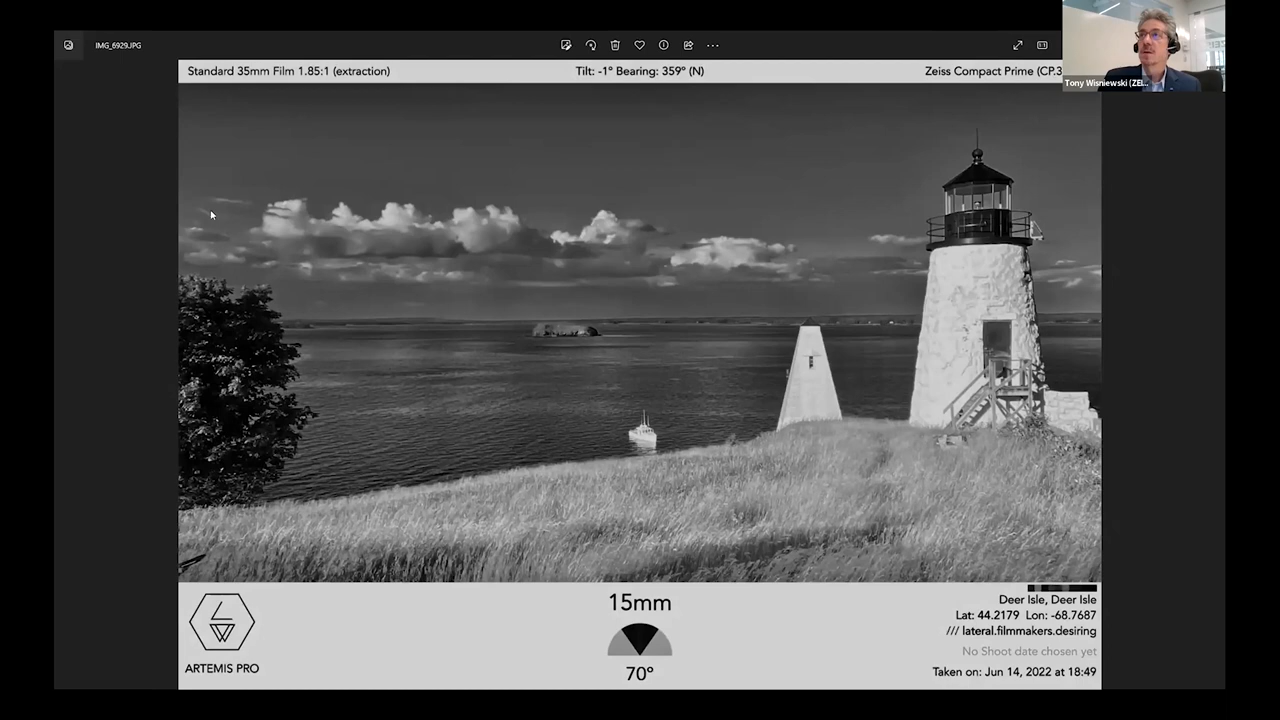 IMG_6929.JPG
Standard 35mm Film 1.85:1 (extraction)
Tilt: -1° Bearing: 359° (N)
Zeiss Compact Prime (CP.3
Tony Wisniewski (ZEI...
15mm
70°
ARTEMIS PRO
Deer Isle, Deer Isle
Lat: 44.2179 Lon: -68.7687
/// lateral.filmmakers.desiring
No Shoot date chosen yet
Taken on: Jun 14, 2022 at 18:49